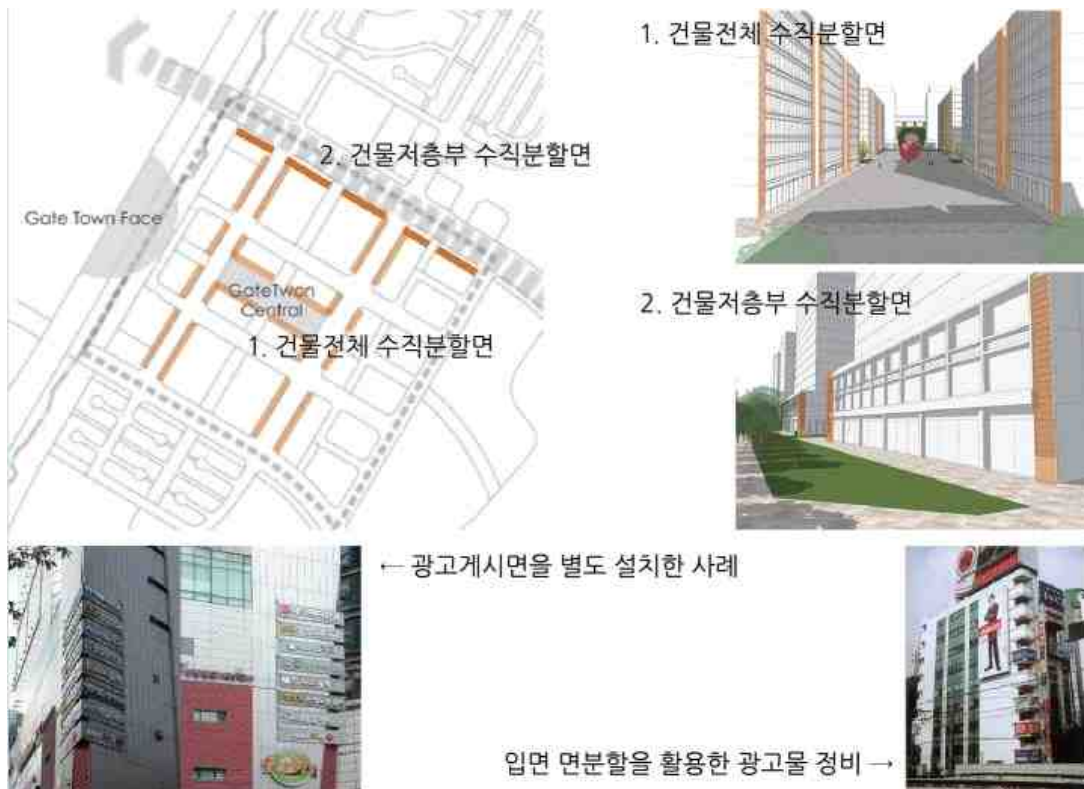 1. 건물전체 수직분할면
2. 건물저층부 수직분할면
Gate Town Face
GateTwon
Central
1. 건물전체 수직분할면
2. 건물저층부 수직분할면
← 광고게시면을 별도 설치한 사례
입면 면분할을 활용한 광고물 정비 →